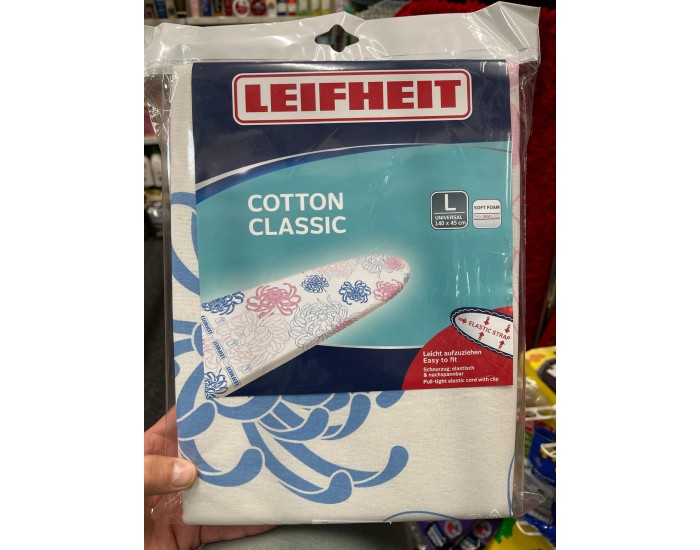 LEIFHEIT
COTTON
CLASSIC
L
UNIVERSAL
140 x 45 cm
SOFT FOAM
ELASTIC STRAP
LEIFHEIT
Leicht aufzuziehen
Easy to fit
Schnurzug, elastisch
& nachspannbar
Pull-tight elastic cord with clip